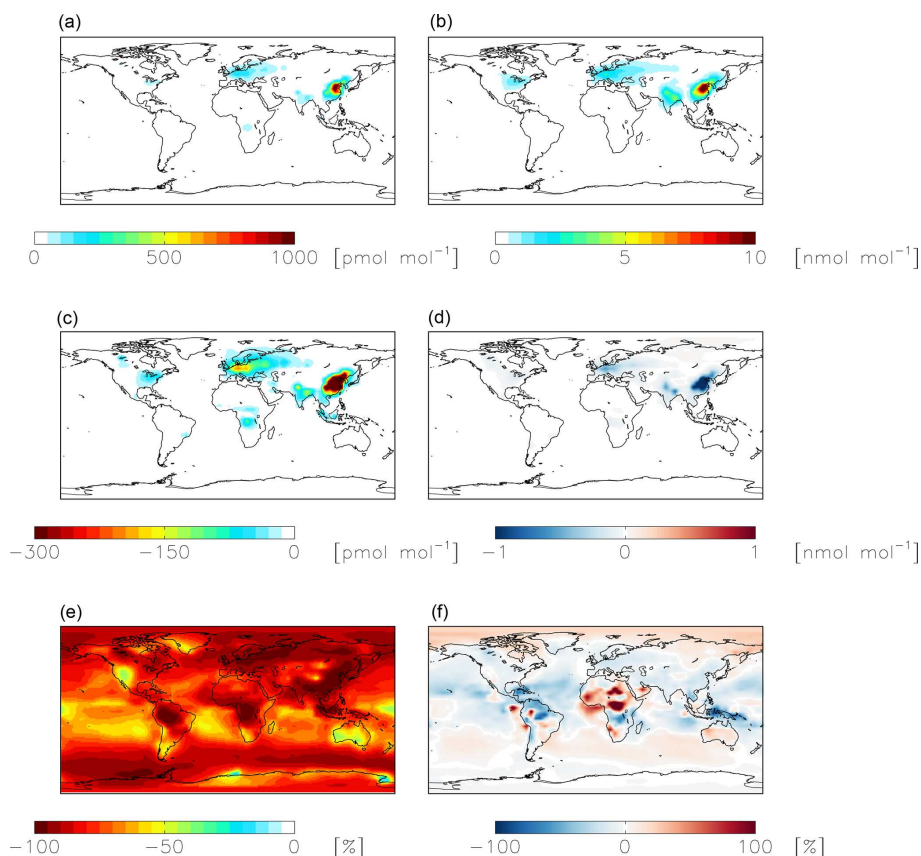 (a) (b)
0 500 1000 [pmol mol−1] 0 5 10 [nmol mol−1]
(c) (d)
−300 −150 0 [pmol mol−1] −1 0 1 [nmol mol−1]
(e) (f)
−100 −50 0 [%] −100 0 100 [%]